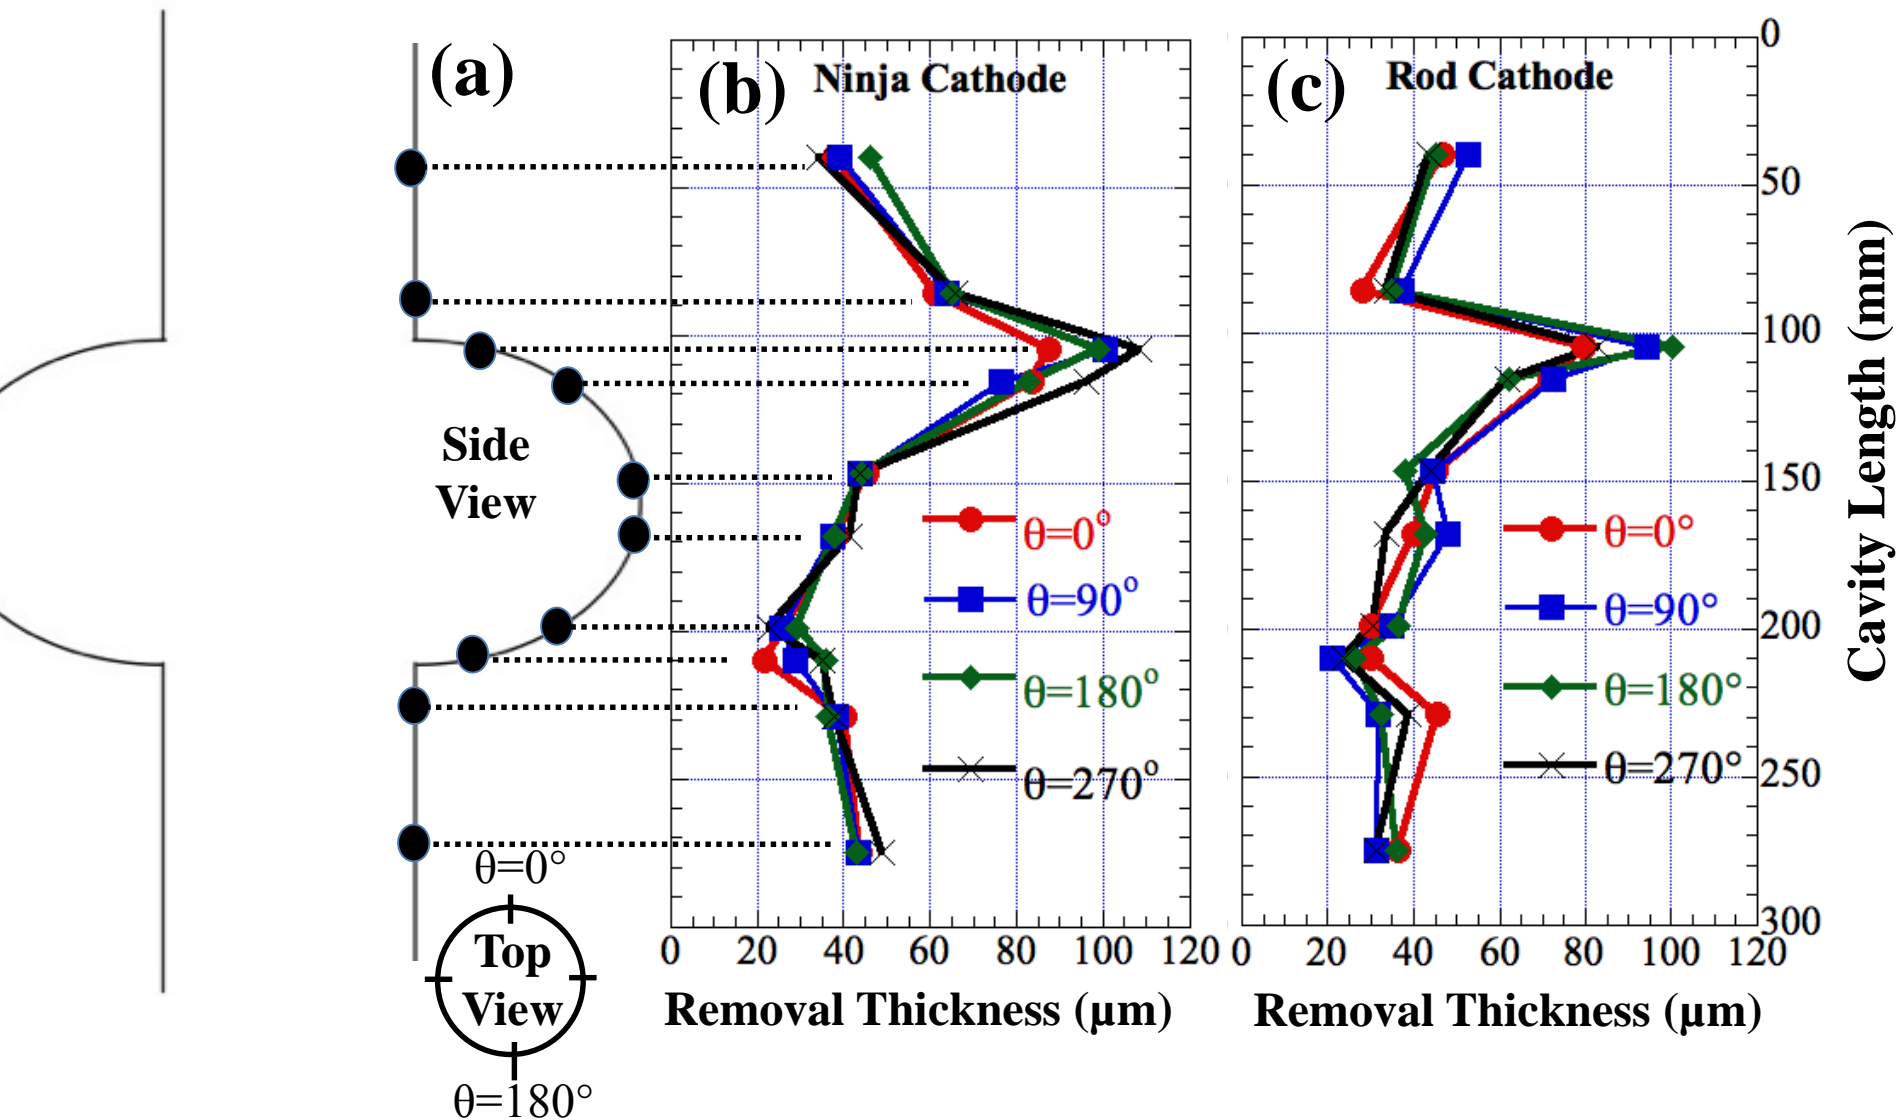 (a)
Side
View
θ=0°
Top
View
θ=180°
(b)
Ninja Cathode
θ=0°
θ=90°
θ=180°
θ=270°
0 20 40 60 80 100 120
Removal Thickness (μm)
(c)
Rod Cathode
θ=0°
θ=90°
θ=180°
θ=270°
0 20 40 60 80 100 120
Removal Thickness (μm)
0
50
100
150
200
250
300
Cavity Length (mm)